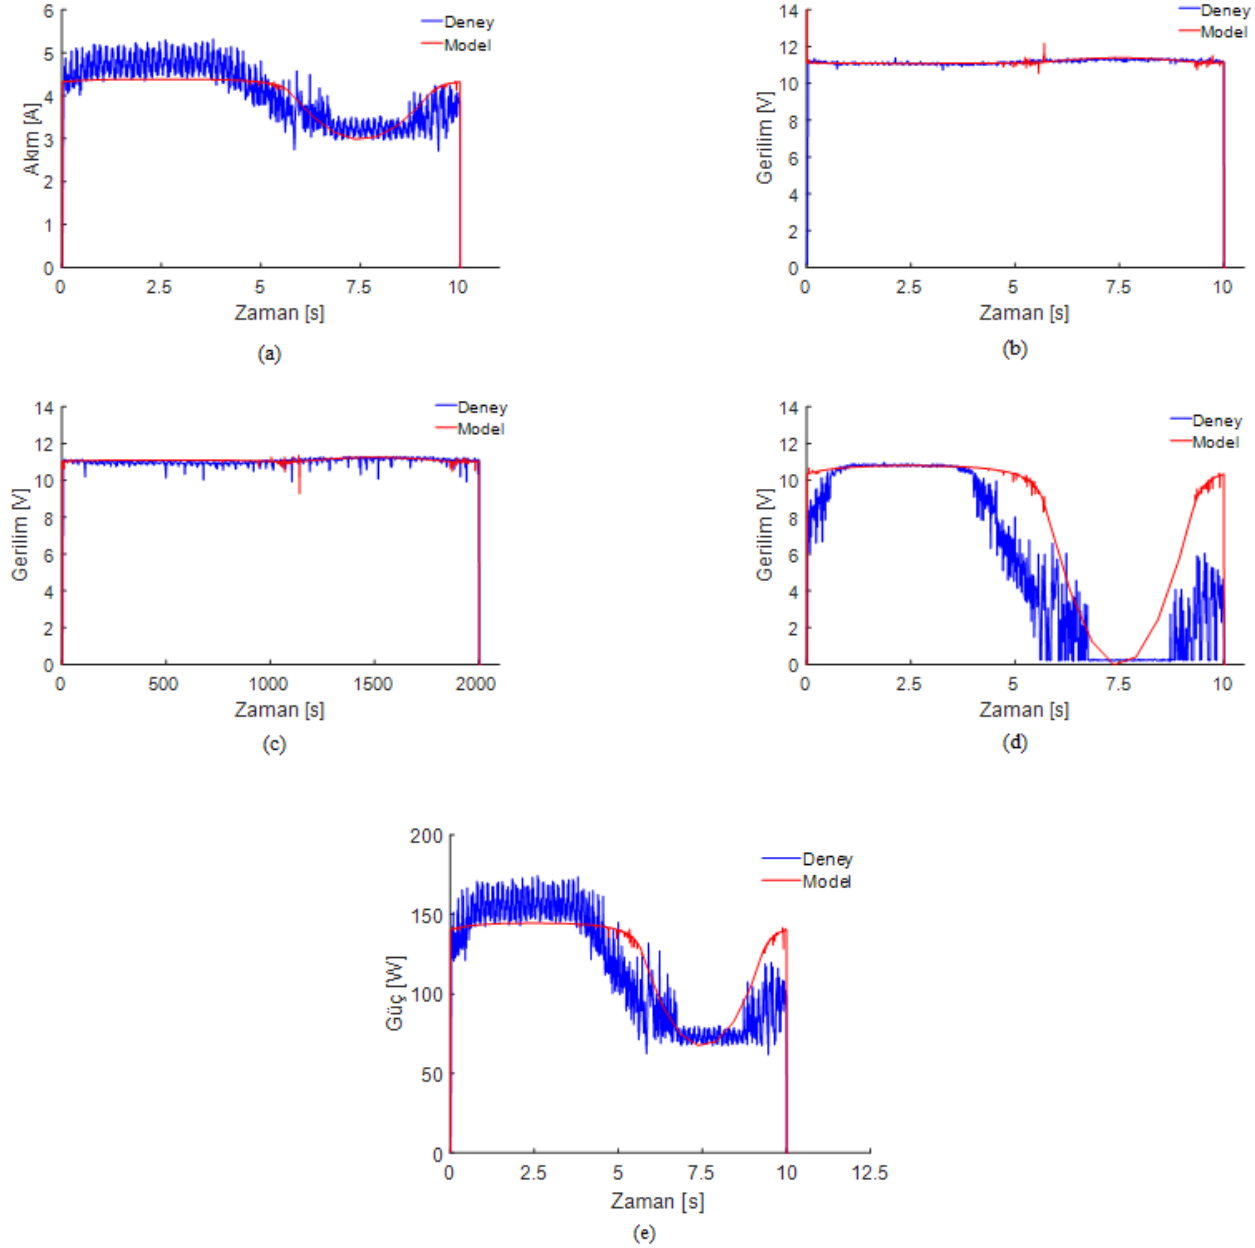 6
5
4
3
2
1
0
Akım [A]
Deney
Model
0 2.5 5 7.5 10
Zaman [s]
(a)
14
12
10
8
6
4
2
0
Gerilim [V]
Deney
Model
0 2.5 5 7.5 10
Zaman [s]
(b)
14
12
10
8
6
4
2
0
Gerilim [V]
Deney
Model
0 500 1000 1500 2000
Zaman [s]
(c)
14
12
10
8
6
4
2
0
Gerilim [V]
Deney
Model
0 2.5 5 7.5 10
Zaman [s]
(d)
200
150
100
50
0
Güç [W]
Deney
Model
0 2.5 5 7.5 10 12.5
Zaman [s]
(e)